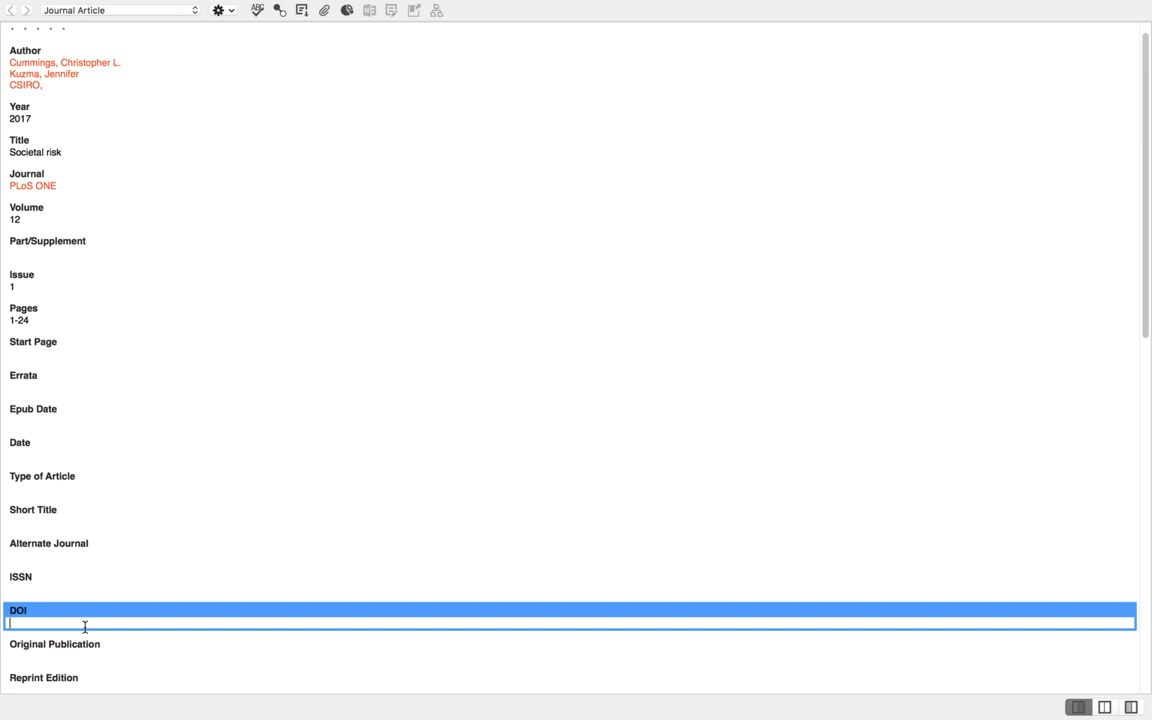 Journal Article
ABC
Author
Cummings, Christopher L.
Kuzma, Jennifer
CSIRO,
Year
2017
Title
Societal risk
Journal
PLoS ONE
Volume
12
Part/Supplement
Issue
1
Pages
1-24
Start Page
Errata
Epub Date
Date
Type of Article
Short Title
Alternate Journal
ISSN
DOI
Original Publication
Reprint Edition